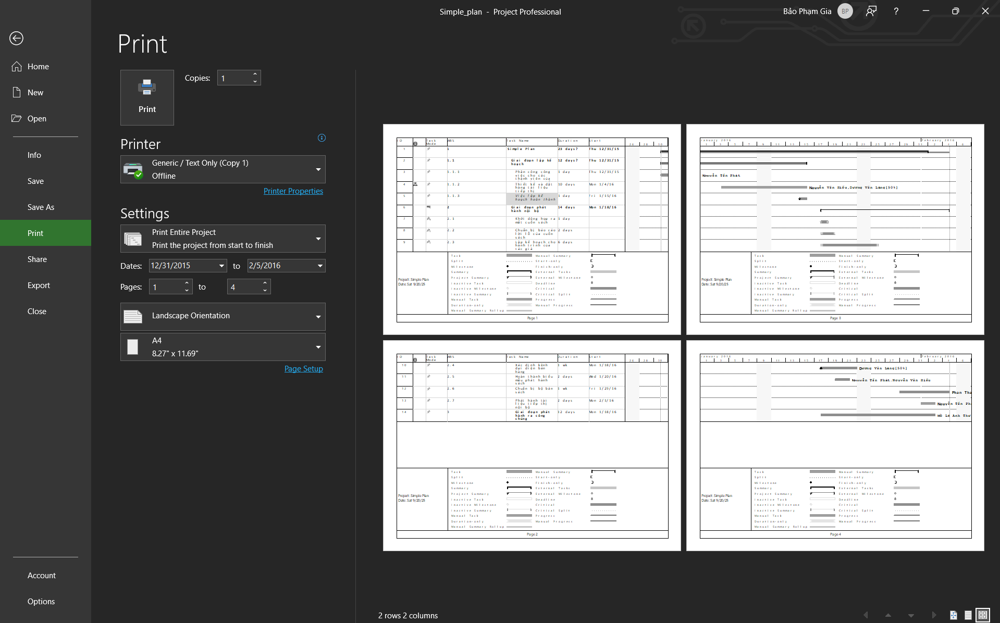 Simple_plan - Project Professional
Bảo Phạm Gia
BP
?
Print
Home
New
Open
Info
Save
Save As
Print
Share
Export
Close
Account
Options
Print
Copies:
1
Printer
Generic / Text Only (Copy 1)
Offline
Printer Properties
Settings
Print Entire Project
Print the project from start to finish
Dates:
12/31/2015
to
2/5/2016
Pages:
1
to
4
Landscape Orientation
A4
8.27" x 11.69"
Page Setup
ID Task Mode WBS Task Name Duration Start 26 28 30
1 1 Simple Plan 23 days? Thu 12/31/15
2 1.1 Giai đoạn lập kế hoạch 12 days? Thu 12/31/15
3 1.1.1 Phân công công việc cho các thành viên của 1 day Thu 12/31/15
4 1.1.2 Thiết kế và đặt hàng tài liệu tiếp thị 10 days Mon 1/4/16
5 1.1.3 Việc lập kế hoạch hoàn thành 1 day Fri 1/15/16
6 2 Giai đoạn phát hành nội bộ 14 days Mon 1/18/16
7 2.1 Khởi động họp ra mắt cuốn sách 1 day
8 2.2 Chuẩn bị báo cáo lời lỗ của cuốn sách 2 days
9 2.3 Lập kế hoạch cho hành trình của tác giả 6 days
Project: Simple Plan
Date: Sat 9/20/25
Task Manual Summary
Split Start-only
Milestone Finish-only
Summary External Tasks
Project Summary External Milestone
Inactive Task Deadline
Inactive Milestone Critical
Inactive Summary Critical Split
Manual Task Progress
Duration-only Manual Progress
Manual Summary Rollup
Page 1
January 2016 February 2016
1 3 5 7 9 11 13 15 17 19 21 23 25 27 29 31 2 4 6
Nguyễn Tấn Phát
Nguyễn Văn Hiếu,Dương Văn Lăng[50%]
Project: Simple Plan
Date: Sat 9/20/25
Task Manual Summary
Split Start-only
Milestone Finish-only
Summary External Tasks
Project Summary External Milestone
Inactive Task Deadline
Inactive Milestone Critical
Inactive Summary Critical Split
Manual Task Progress
Duration-only Manual Progress
Manual Summary Rollup
Page 3
ID Task Mode WBS Task Name Duration Start 26 28 30
10 2.4 Xác định kênh đại diện bán hàng 1 wk Mon 1/18/16
11 2.5 Hoàn thành biểu mẫu phát hành sách 2 days Wed 1/20/16
12 2.6 Chuẩn bị bộ bán sách 1 wk Fri 1/29/16
13 2.7 Phát hành tài liệu tiếp thị nội bộ 2 days Mon 2/1/16
14 3 Giai đoạn phát hành ra công chúng 12 days Mon 1/18/16
Project: Simple Plan
Date: Sat 9/20/25
Task Manual Summary
Split Start-only
Milestone Finish-only
Summary External Tasks
Project Summary External Milestone
Inactive Task Deadline
Inactive Milestone Critical
Inactive Summary Critical Split
Manual Task Progress
Duration-only Manual Progress
Manual Summary Rollup
Page 2
January 2016 February 2016
1 3 5 7 9 11 13 15 17 19 21 23 25 27 29 31 2 4 6
Dương Văn Lăng[50%]
Nguyễn Tấn Phát,Nguyễn Văn Hiếu
Phan Tha
Nguyễn Tấn Ph
Hồ Lê Anh Thư
Project: Simple Plan
Date: Sat 9/20/25
Task Manual Summary
Split Start-only
Milestone Finish-only
Summary External Tasks
Project Summary External Milestone
Inactive Task Deadline
Inactive Milestone Critical
Inactive Summary Critical Split
Manual Task Progress
Duration-only Manual Progress
Manual Summary Rollup
Page 4
2 rows 2 columns